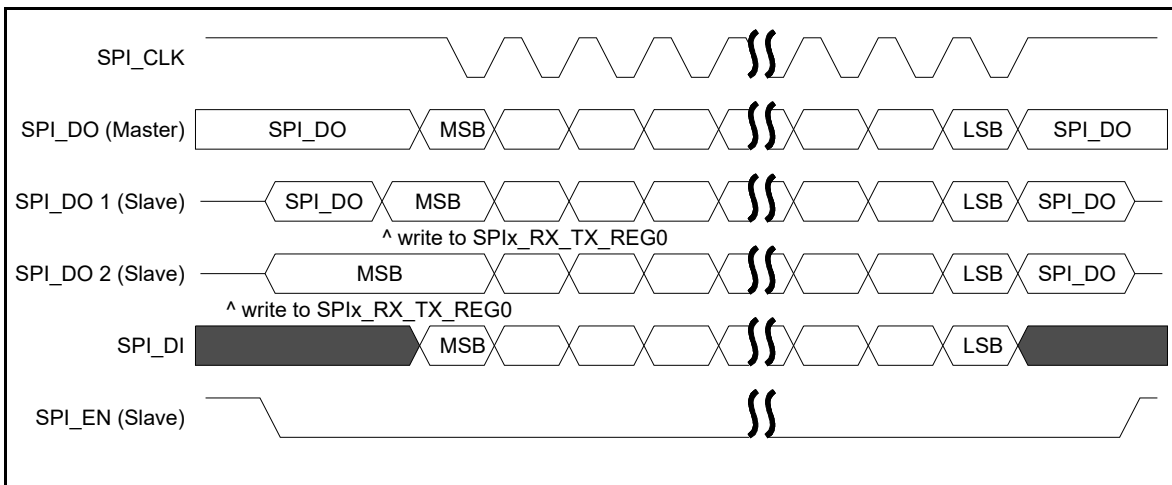 SPI_CLK
SPI_DO (Master) SPI_DO MSB LSB SPI_DO
SPI_DO 1 (Slave) SPI_DO MSB LSB SPI_DO
^ write to SPIx_RX_TX_REG0
SPI_DO 2 (Slave) MSB LSB SPI_DO
^ write to SPIx_RX_TX_REG0
SPI_DI MSB LSB
SPI_EN (Slave)